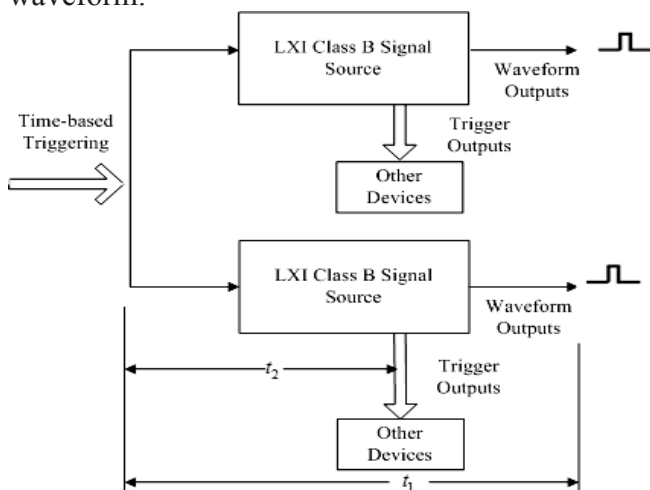 waveform.
LXI Class B Signal
Source
Waveform
Outputs
Time-based
Triggering
Trigger
Outputs
Other
Devices
LXI Class B Signal
Source
Waveform
Outputs
t2
Trigger
Outputs
Other
Devices
t1